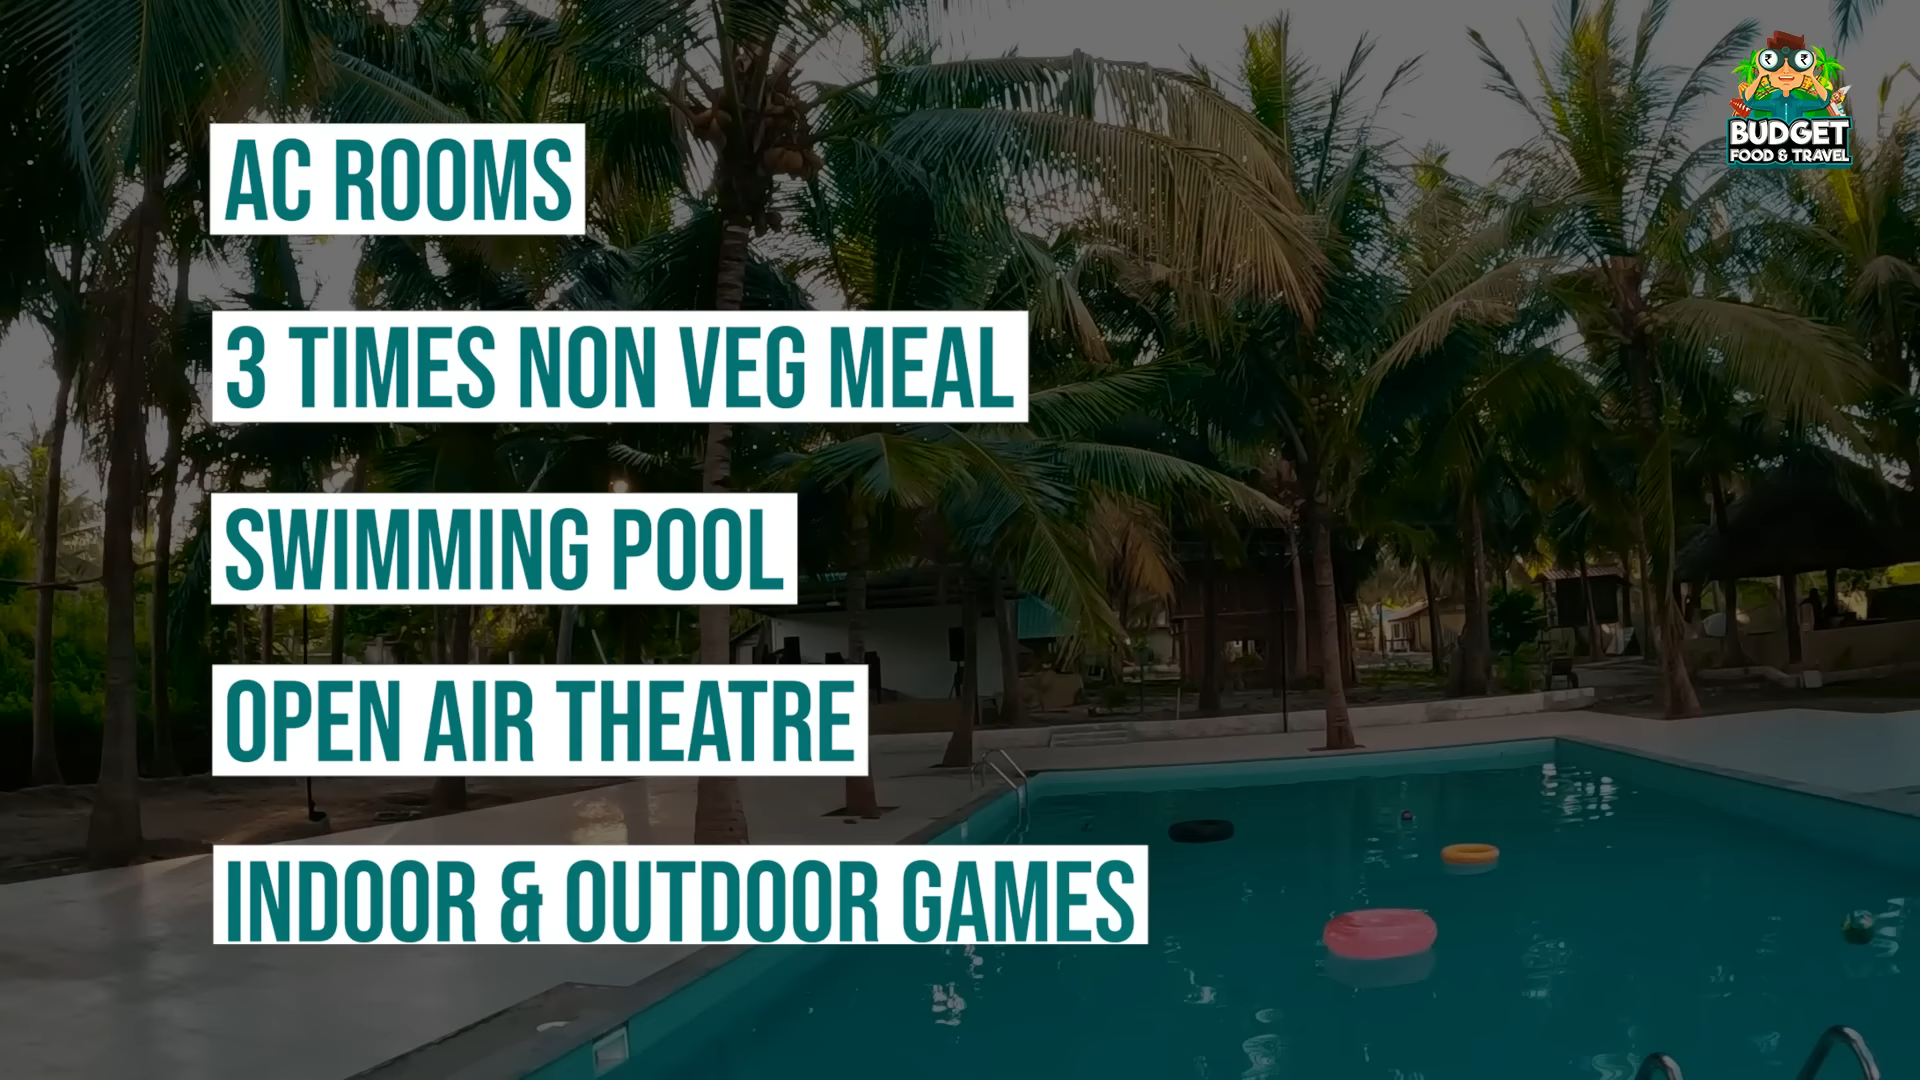 BUDGET
FOOD & TRAVEL
AC ROOMS
3 TIMES NON VEG MEAL
SWIMMING POOL
OPEN AIR THEATRE
INDOOR & OUTDOOR GAMES